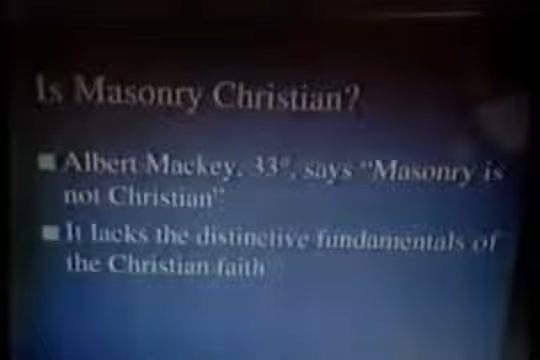 Is Masonry Christian?
Albert Mackey, 33°, says "Masonry is
not Christian"
It lacks the distinctive fundamentals of
the Christian faith